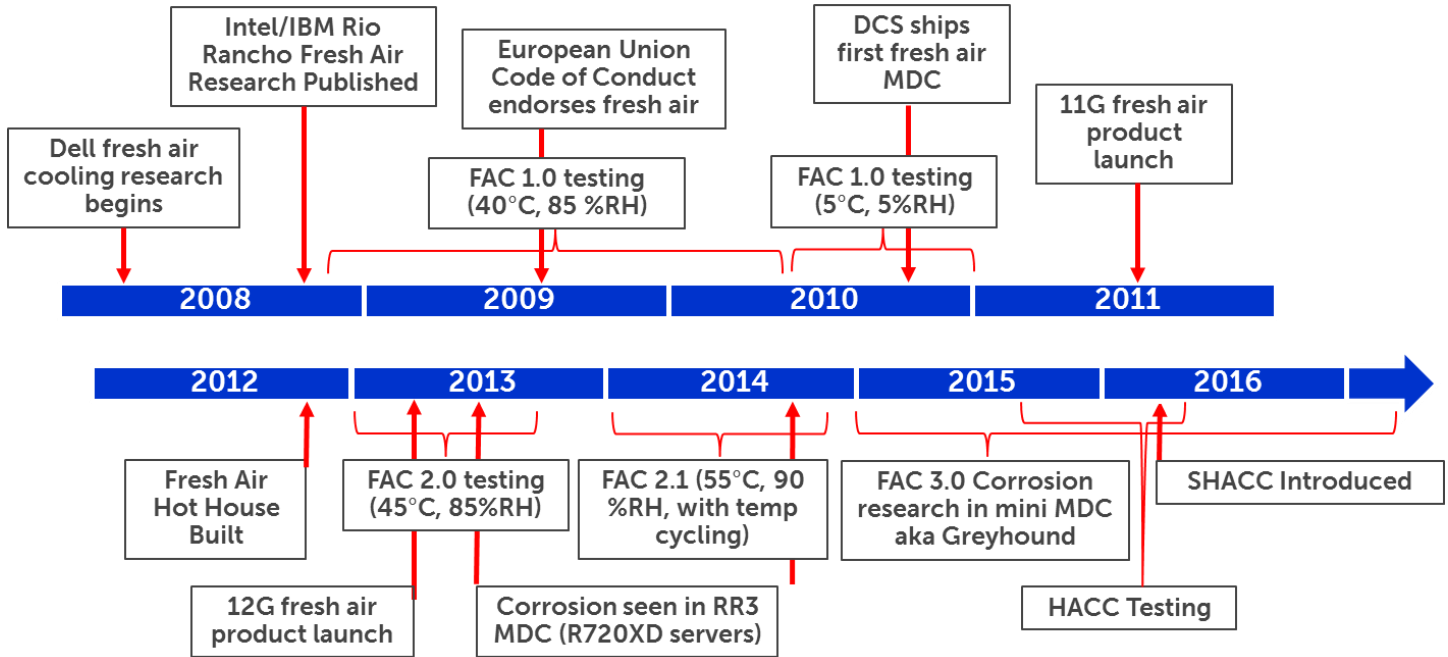 Intel/IBM Rio
Rancho Fresh Air
Research Published
European Union
Code of Conduct
endorses fresh air
DCS ships
first fresh air
MDC
11G fresh air
product
launch
Dell fresh air
cooling research
begins
FAC 1.0 testing
(40°C, 85 %RH)
FAC 1.0 testing
(5°C, 5%RH)
2008
2009
2010
2011
2012
2013
2014
2015
2016
Fresh Air
Hot House
Built
FAC 2.0 testing
(45°C, 85%RH)
FAC 2.1 (55°C, 90
%RH, with temp
cycling)
FAC 3.0 Corrosion
research in mini MDC
aka Greyhound
SHACC Introduced
12G fresh air
product launch
Corrosion seen in RR3
MDC (R720XD servers)
HACC Testing